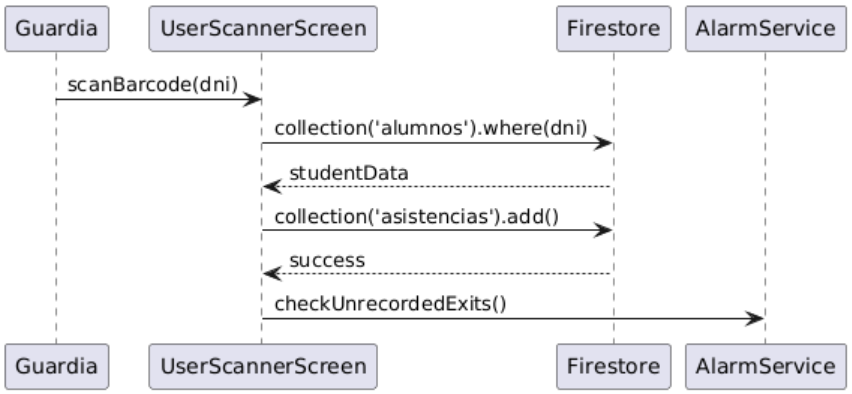 Guardia UserScannerScreen Firestore AlarmService
scanBarcode(dni)
collection('alumnos').where(dni)
studentData
collection('asistencias').add()
success
checkUnrecordedExits()
Guardia UserScannerScreen Firestore AlarmService